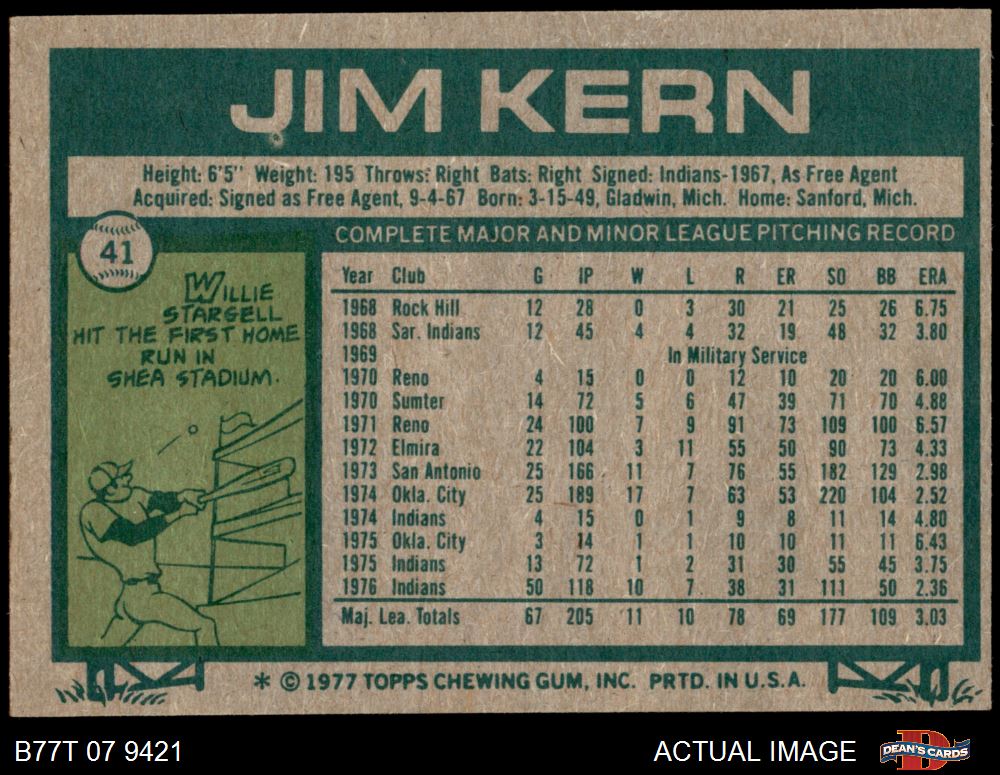 JIM KERN
Height: 6'5" Weight: 195 Throws: Right Bats: Right Signed: Indians-1967, As Free Agent
Acquired: Signed as Free Agent, 9-4-67 Born: 3-15-49, Gladwin, Mich. Home: Sanford, Mich.
41
WILLIE
STARGELL
HIT THE FIRST HOME
RUN IN
SHEA STADIUM.
COMPLETE MAJOR AND MINOR LEAGUE PITCHING RECORD
Year Club G IP W L R ER SO BB ERA
1968 Rock Hill 12 28 0 3 30 21 25 26 6.75
1968 Sar. Indians 12 45 4 4 32 19 48 32 3.80
1969 In Military Service
1970 Reno 4 15 0 0 12 10 20 20 6.00
1970 Sumter 14 72 5 6 47 39 71 70 4.88
1971 Reno 24 100 7 9 91 73 109 100 6.57
1972 Elmira 22 104 3 11 55 50 90 73 4.33
1973 San Antonio 25 166 11 7 76 55 182 129 2.98
1974 Okla. City 25 189 17 7 63 53 220 104 2.52
1974 Indians 4 15 0 1 9 8 11 14 4.80
1975 Okla. City 3 14 1 1 10 10 11 11 6.43
1975 Indians 13 72 1 2 31 30 55 45 3.75
1976 Indians 50 118 10 7 38 31 111 50 2.36
Maj. Lea. Totals 67 205 11 10 78 69 177 109 3.03
* © 1977 TOPPS CHEWING GUM, INC. PRTD. IN U.S.A.
B77T 07 9421
ACTUAL IMAGE
D
DEAN'S CARDS